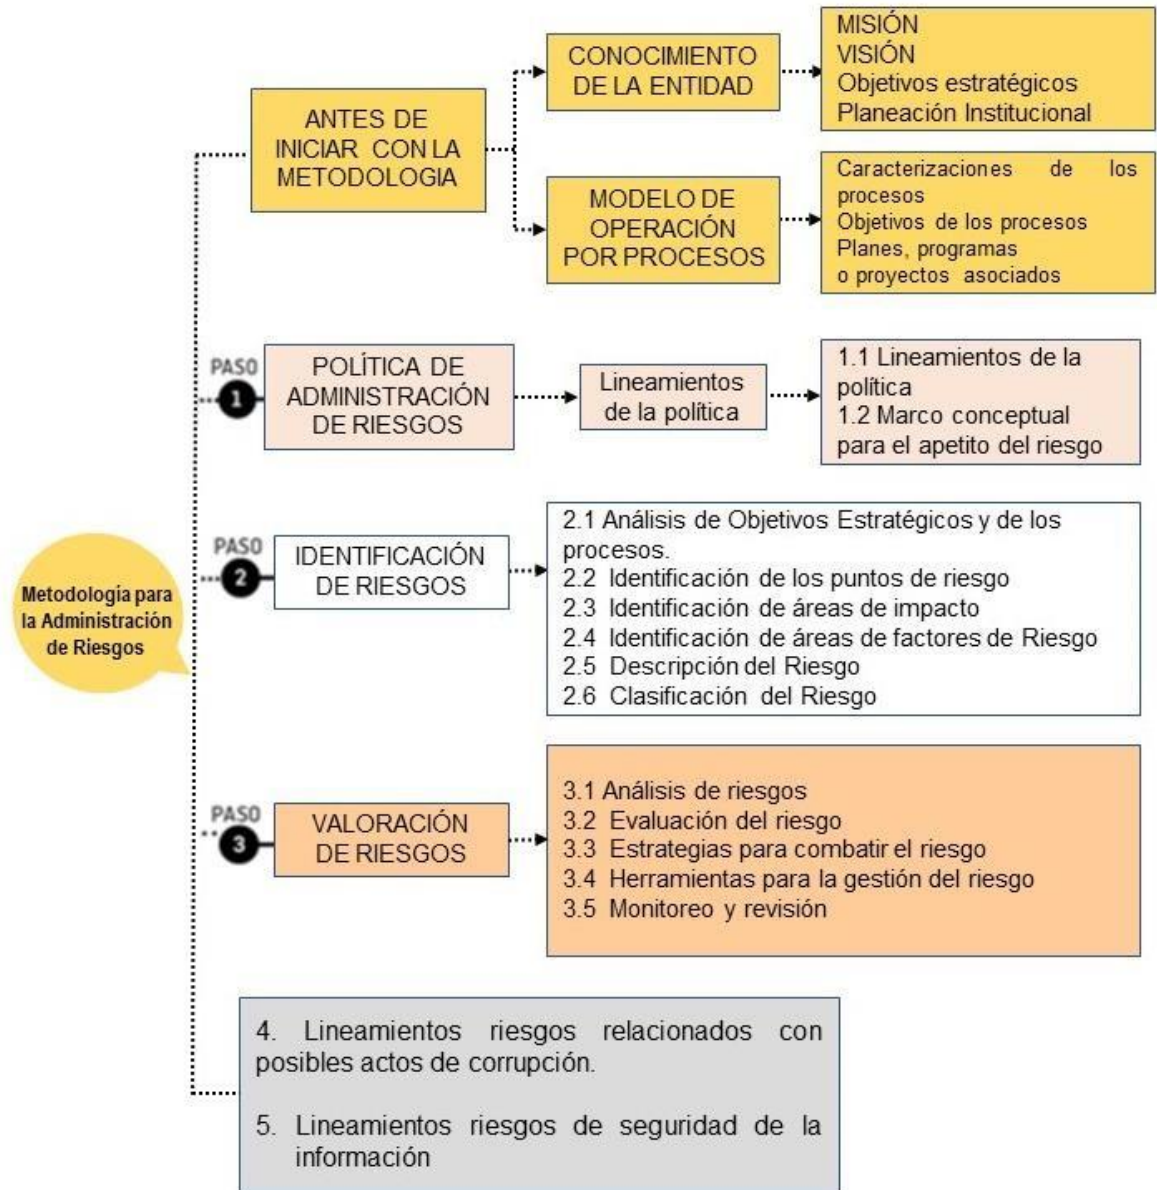 MISIÓN
VISIÓN
Objetivos estratégicos
Planeación Institucional
CONOCIMIENTO
DE LA ENTIDAD
ANTES DE
INICIAR CON LA
METODOLOGIA
MODELO DE
OPERACIÓN
POR PROCESOS
Caracterizaciones de los
procesos
Objetivos de los procesos
Planes, programas
o proyectos asociados
PASO
1
POLÍTICA DE
ADMINISTRACIÓN
DE RIESGOS
Lineamientos
de la política
1.1 Lineamientos de la
política
1.2 Marco conceptual
para el apetito del riesgo
Metodología para
la Administración
de Riesgos
PASO
2
IDENTIFICACIÓN
DE RIESGOS
2.1 Análisis de Objetivos Estratégicos y de los
procesos.
2.2 Identificación de los puntos de riesgo
2.3 Identificación de áreas de impacto
2.4 Identificación de áreas de factores de Riesgo
2.5 Descripción del Riesgo
2.6 Clasificación del Riesgo
PASO
3
VALORACIÓN
DE RIESGOS
3.1 Análisis de riesgos
3.2 Evaluación del riesgo
3.3 Estrategias para combatir el riesgo
3.4 Herramientas para la gestión del riesgo
3.5 Monitoreo y revisión
4. Lineamientos riesgos relacionados con
posibles actos de corrupción.
5. Lineamientos riesgos de seguridad de la
información